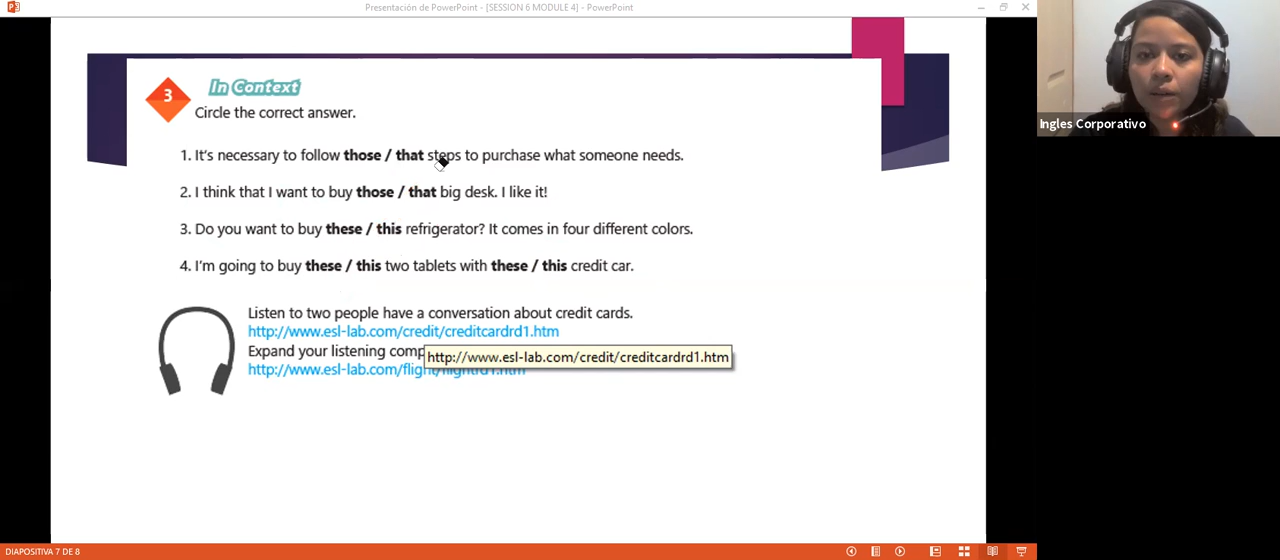 Presentación de PowerPoint - [SESSION 6 MODULE 4] - PowerPoint
3
In Context
Circle the correct answer.
1. It's necessary to follow those / that steps to purchase what someone needs.
2. I think that I want to buy those / that big desk. I like it!
3. Do you want to buy these / this refrigerator? It comes in four different colors.
4. I'm going to buy these / this two tablets with these / this credit car.
Listen to two people have a conversation about credit cards.
http://www.esl-lab.com/credit/creditcardrd1.htm
Expand your listening comp
http://www.esl-lab.com/credit/creditcardrd1.htm
http://www.esl-lab.com/flight/flightrd1.htm
Ingles Corporativo
DIAPOSITIVA 7 DE 8